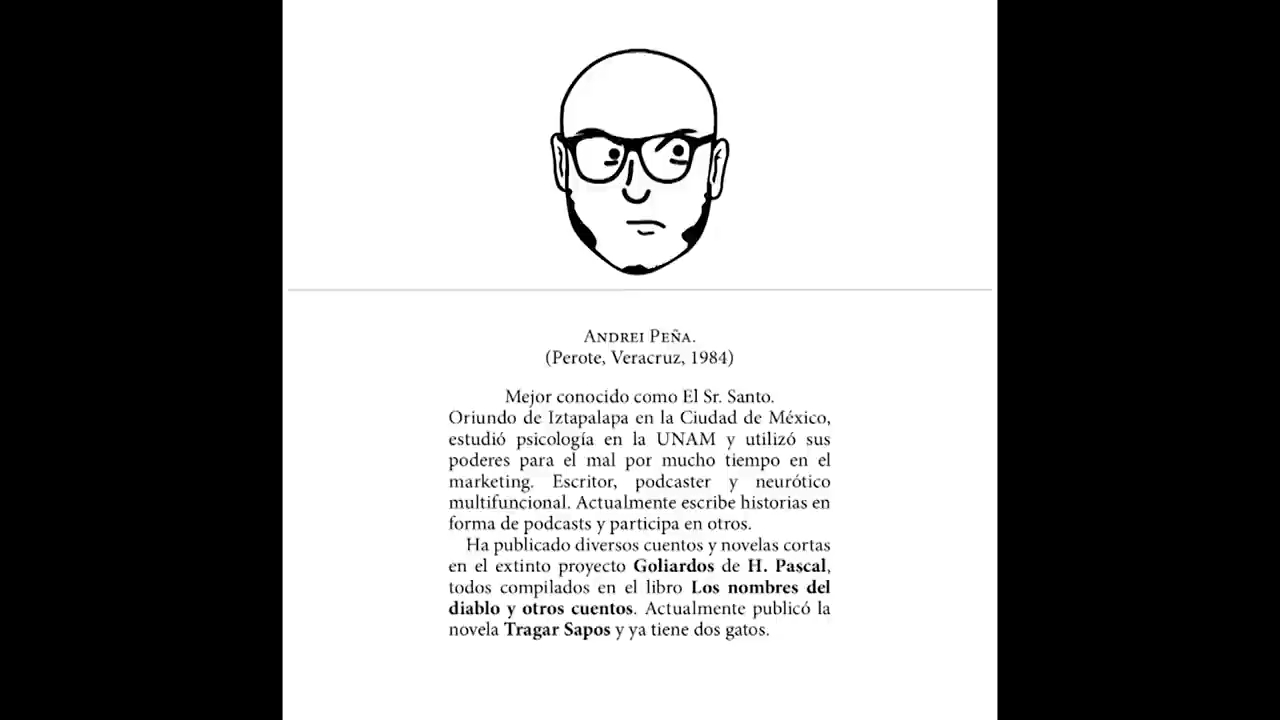 ANDREI PEÑA.
(Perote, Veracruz, 1984)
Mejor conocido como El Sr. Santo.
Oriundo de Iztapalapa en la Ciudad de México,
estudió psicología en la UNAM y utilizó sus
poderes para el mal por mucho tiempo en el
marketing. Escritor, podcaster y neurótico
multifuncional. Actualmente escribe historias en
forma de podcasts y participa en otros.
Ha publicado diversos cuentos y novelas cortas
en el extinto proyecto Goliardos de H. Pascal,
todos compilados en el libro Los nombres del
diablo y otros cuentos. Actualmente publicó la
novela Tragar Sapos y ya tiene dos gatos.